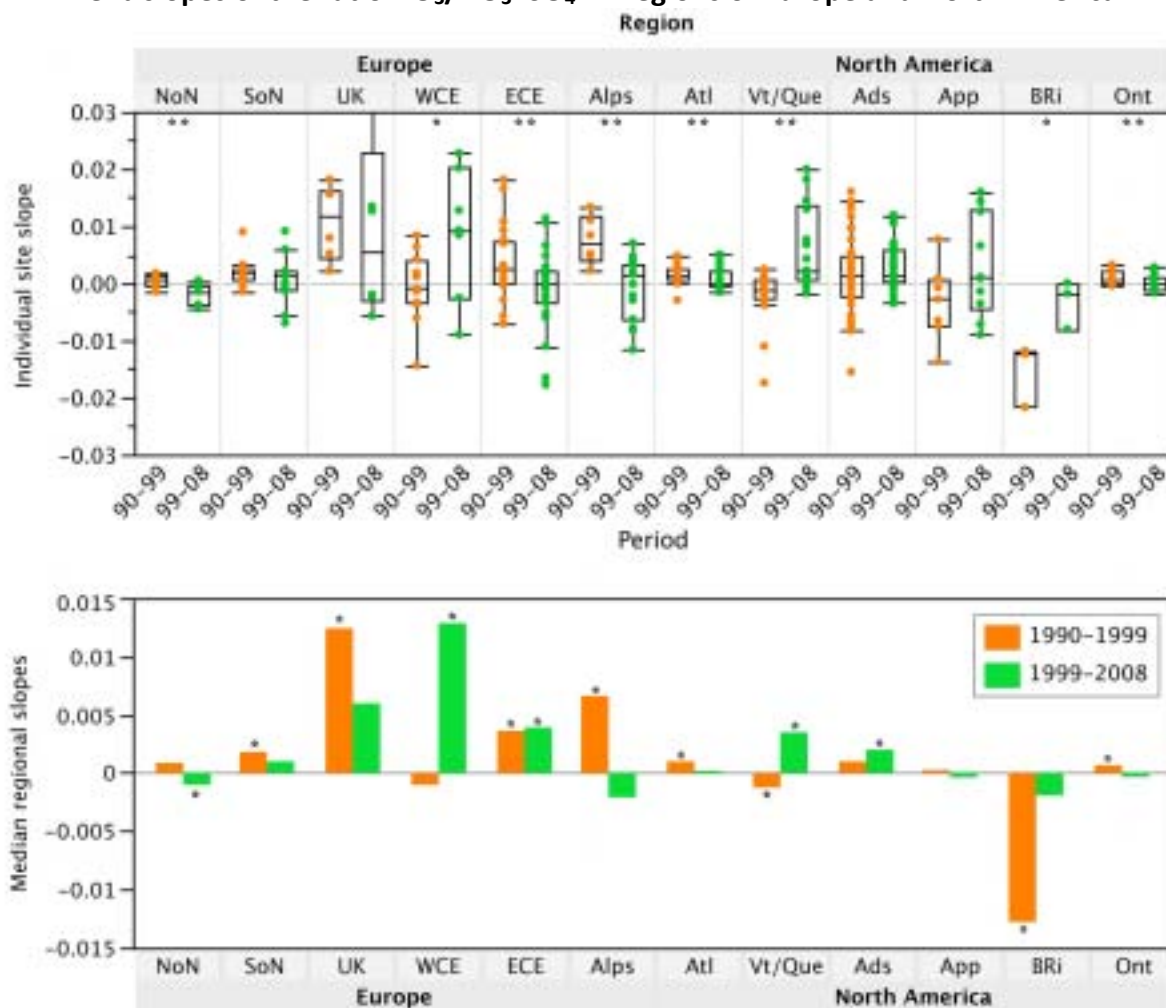 Region
Europe North America
NoN SoN UK WCE ECE Alps Atl Vt/Que Ads App BRi Ont
** * ** ** ** ** * **
0.03
0.02
0.01
0.00
−0.01
−0.02
−0.03
Individual site slope
90–99 99–08 90–99 99–08 90–99 99–08 90–99 99–08 90–99 99–08 90–99 99–08 90–99 99–08 90–99 99–08 90–99 99–08 90–99 99–08 90–99 99–08 90–99 99–08
Period
0.015
0.01
0.005
0
−0.005
−0.01
−0.015
Median regional slopes
1990–1999
1999–2008
NoN SoN UK WCE ECE Alps Atl Vt/Que Ads App BRi Ont
Europe North America